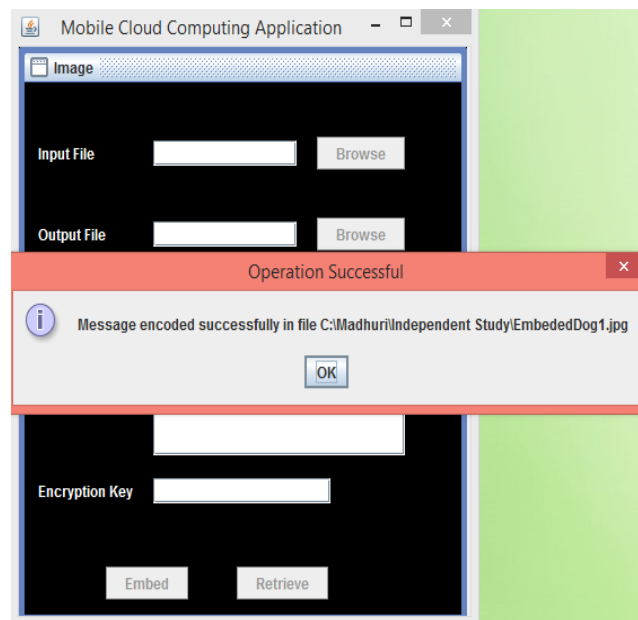 Mobile Cloud Computing Application
Image
Input File Browse
Output File Browse
Operation Successful
Message encoded successfully in file C:\Madhuri\Independent Study\EmbededDog1.jpg
OK
Encryption Key
Embed Retrieve